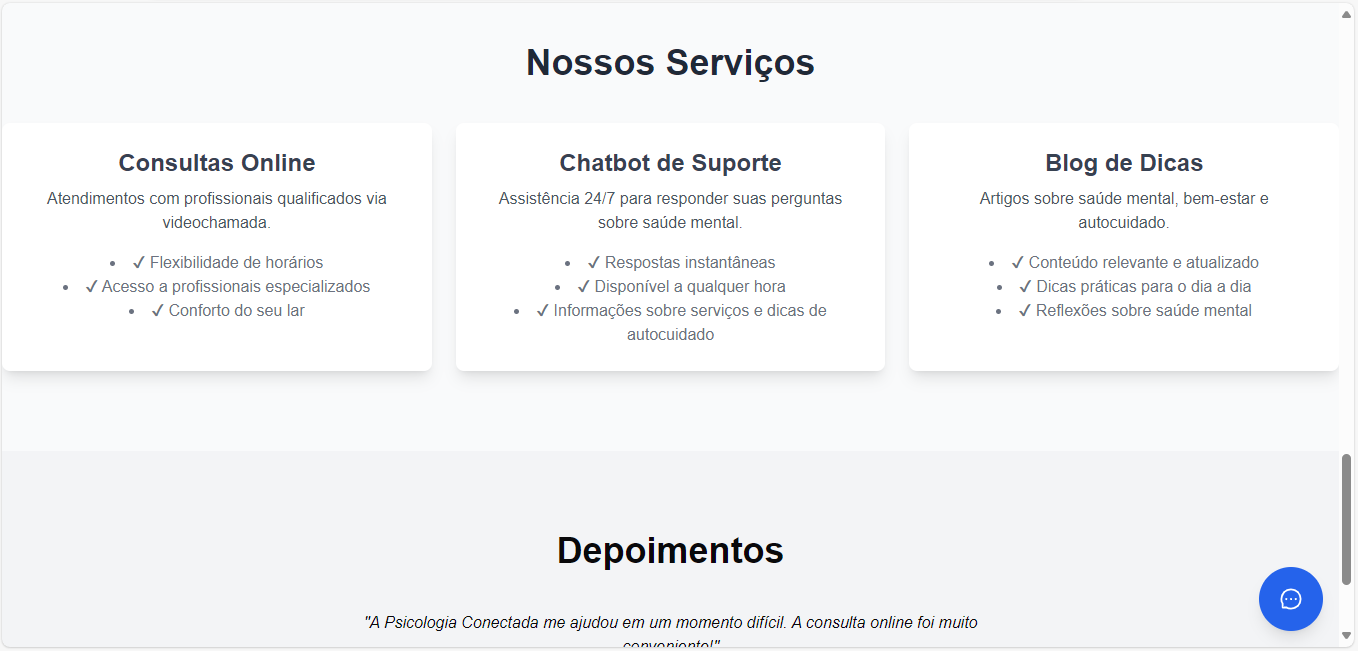 Nossos Serviços
Consultas Online
Atendimentos com profissionais qualificados via
videochamada.
• ✓ Flexibilidade de horários
• ✓ Acesso a profissionais especializados
• ✓ Conforto do seu lar
Chatbot de Suporte
Assistência 24/7 para responder suas perguntas
sobre saúde mental.
• ✓ Respostas instantâneas
• ✓ Disponível a qualquer hora
• ✓ Informações sobre serviços e dicas de
autocuidado
Blog de Dicas
Artigos sobre saúde mental, bem-estar e
autocuidado.
• ✓ Conteúdo relevante e atualizado
• ✓ Dicas práticas para o dia a dia
• ✓ Reflexões sobre saúde mental
Depoimentos
"A Psicologia Conectada me ajudou em um momento difícil. A consulta online foi muito
conveniente!"